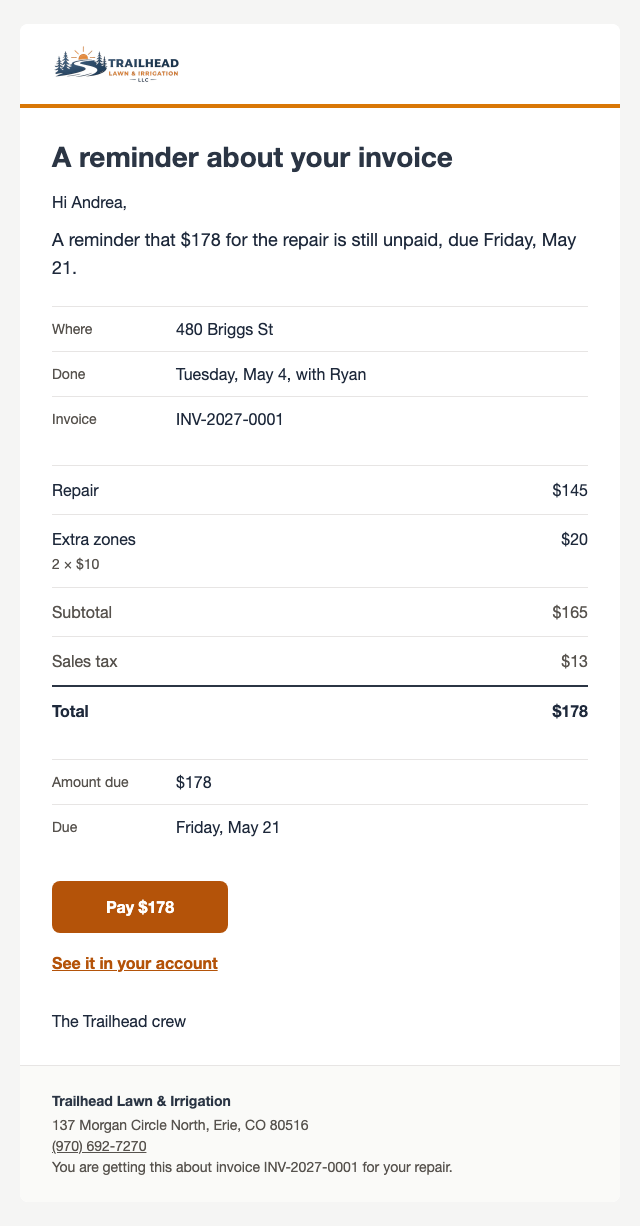 TRAILHEAD
LAWN & IRRIGATION
LLC
A reminder about your invoice
Hi Andrea,
A reminder that $178 for the repair is still unpaid, due Friday, May
21.
Where 480 Briggs St
Done Tuesday, May 4, with Ryan
Invoice INV-2027-0001
Repair $145
Extra zones $20
2 × $10
Subtotal $165
Sales tax $13
Total $178
Amount due $178
Due Friday, May 21
Pay $178
See it in your account
The Trailhead crew
Trailhead Lawn & Irrigation
137 Morgan Circle North, Erie, CO 80516
(970) 692-7270
You are getting this about invoice INV-2027-0001 for your repair.